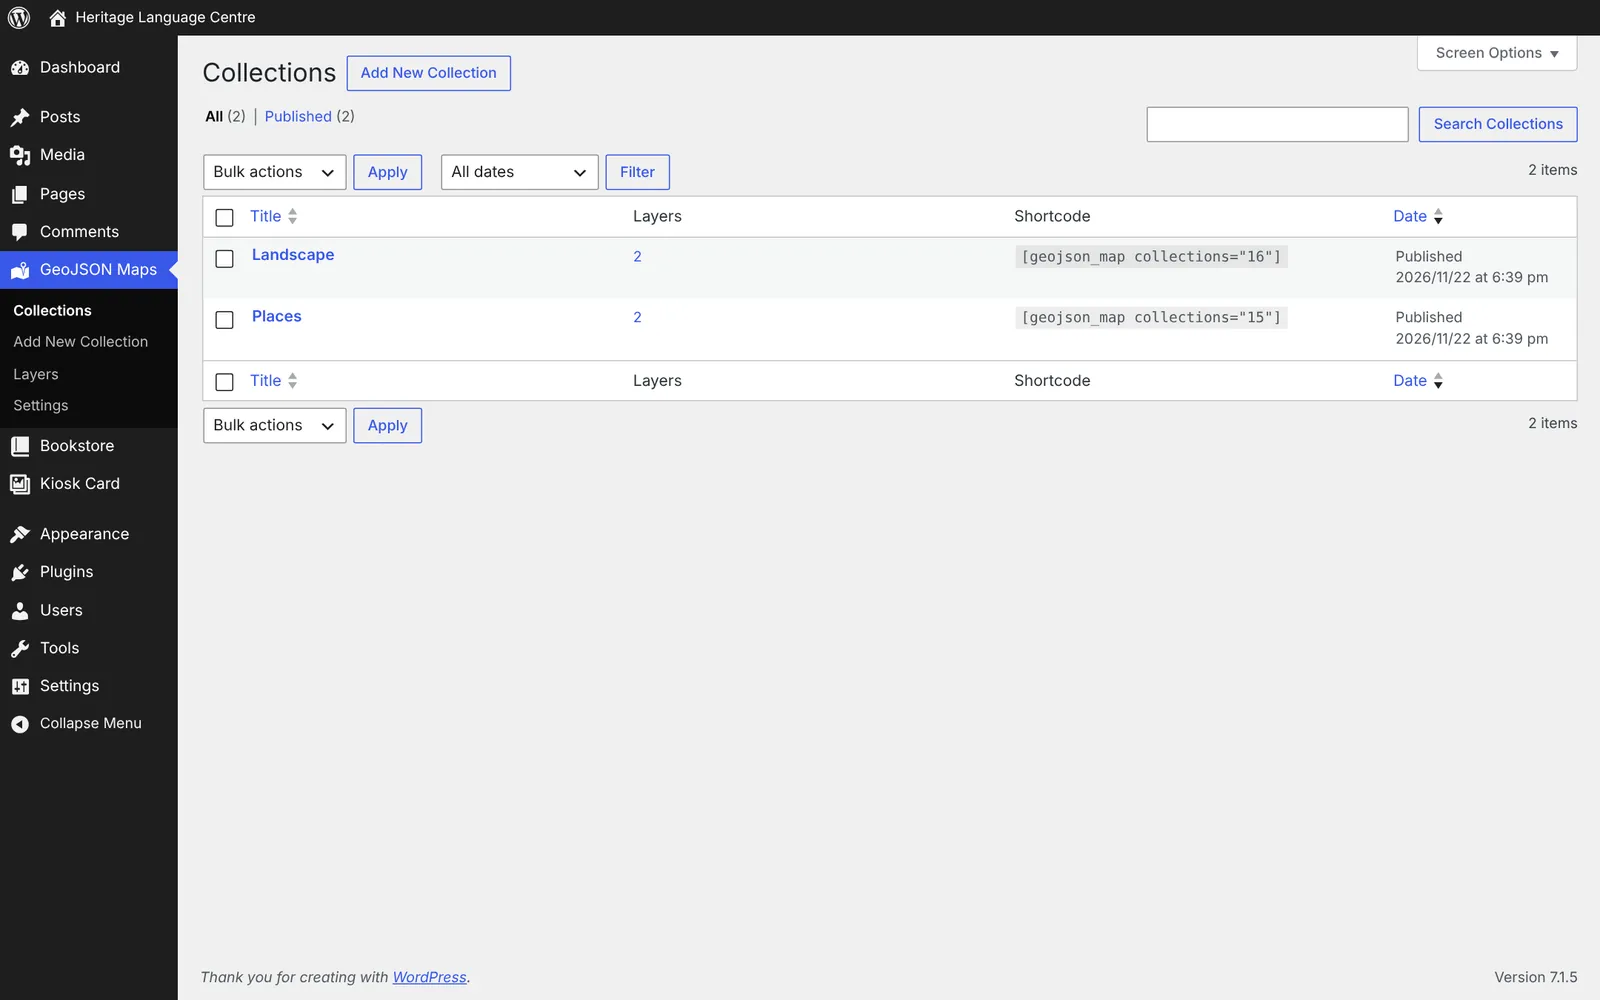 Heritage Language Centre
Dashboard
Posts
Media
Pages
Comments
GeoJSON Maps
Collections
Add New Collection
Layers
Settings
Bookstore
Kiosk Card
Appearance
Plugins
Users
Tools
Settings
Collapse Menu
Screen Options
Collections Add New Collection
All (2) | Published (2)
Search Collections
Bulk actions Apply All dates Filter 2 items
Title Layers Shortcode Date
Landscape 2 [geojson_map collections="16"] Published
2026/11/22 at 6:39 pm
Places 2 [geojson_map collections="15"] Published
2026/11/22 at 6:39 pm
Title Layers Shortcode Date
Bulk actions Apply 2 items
Thank you for creating with WordPress. Version 7.1.5